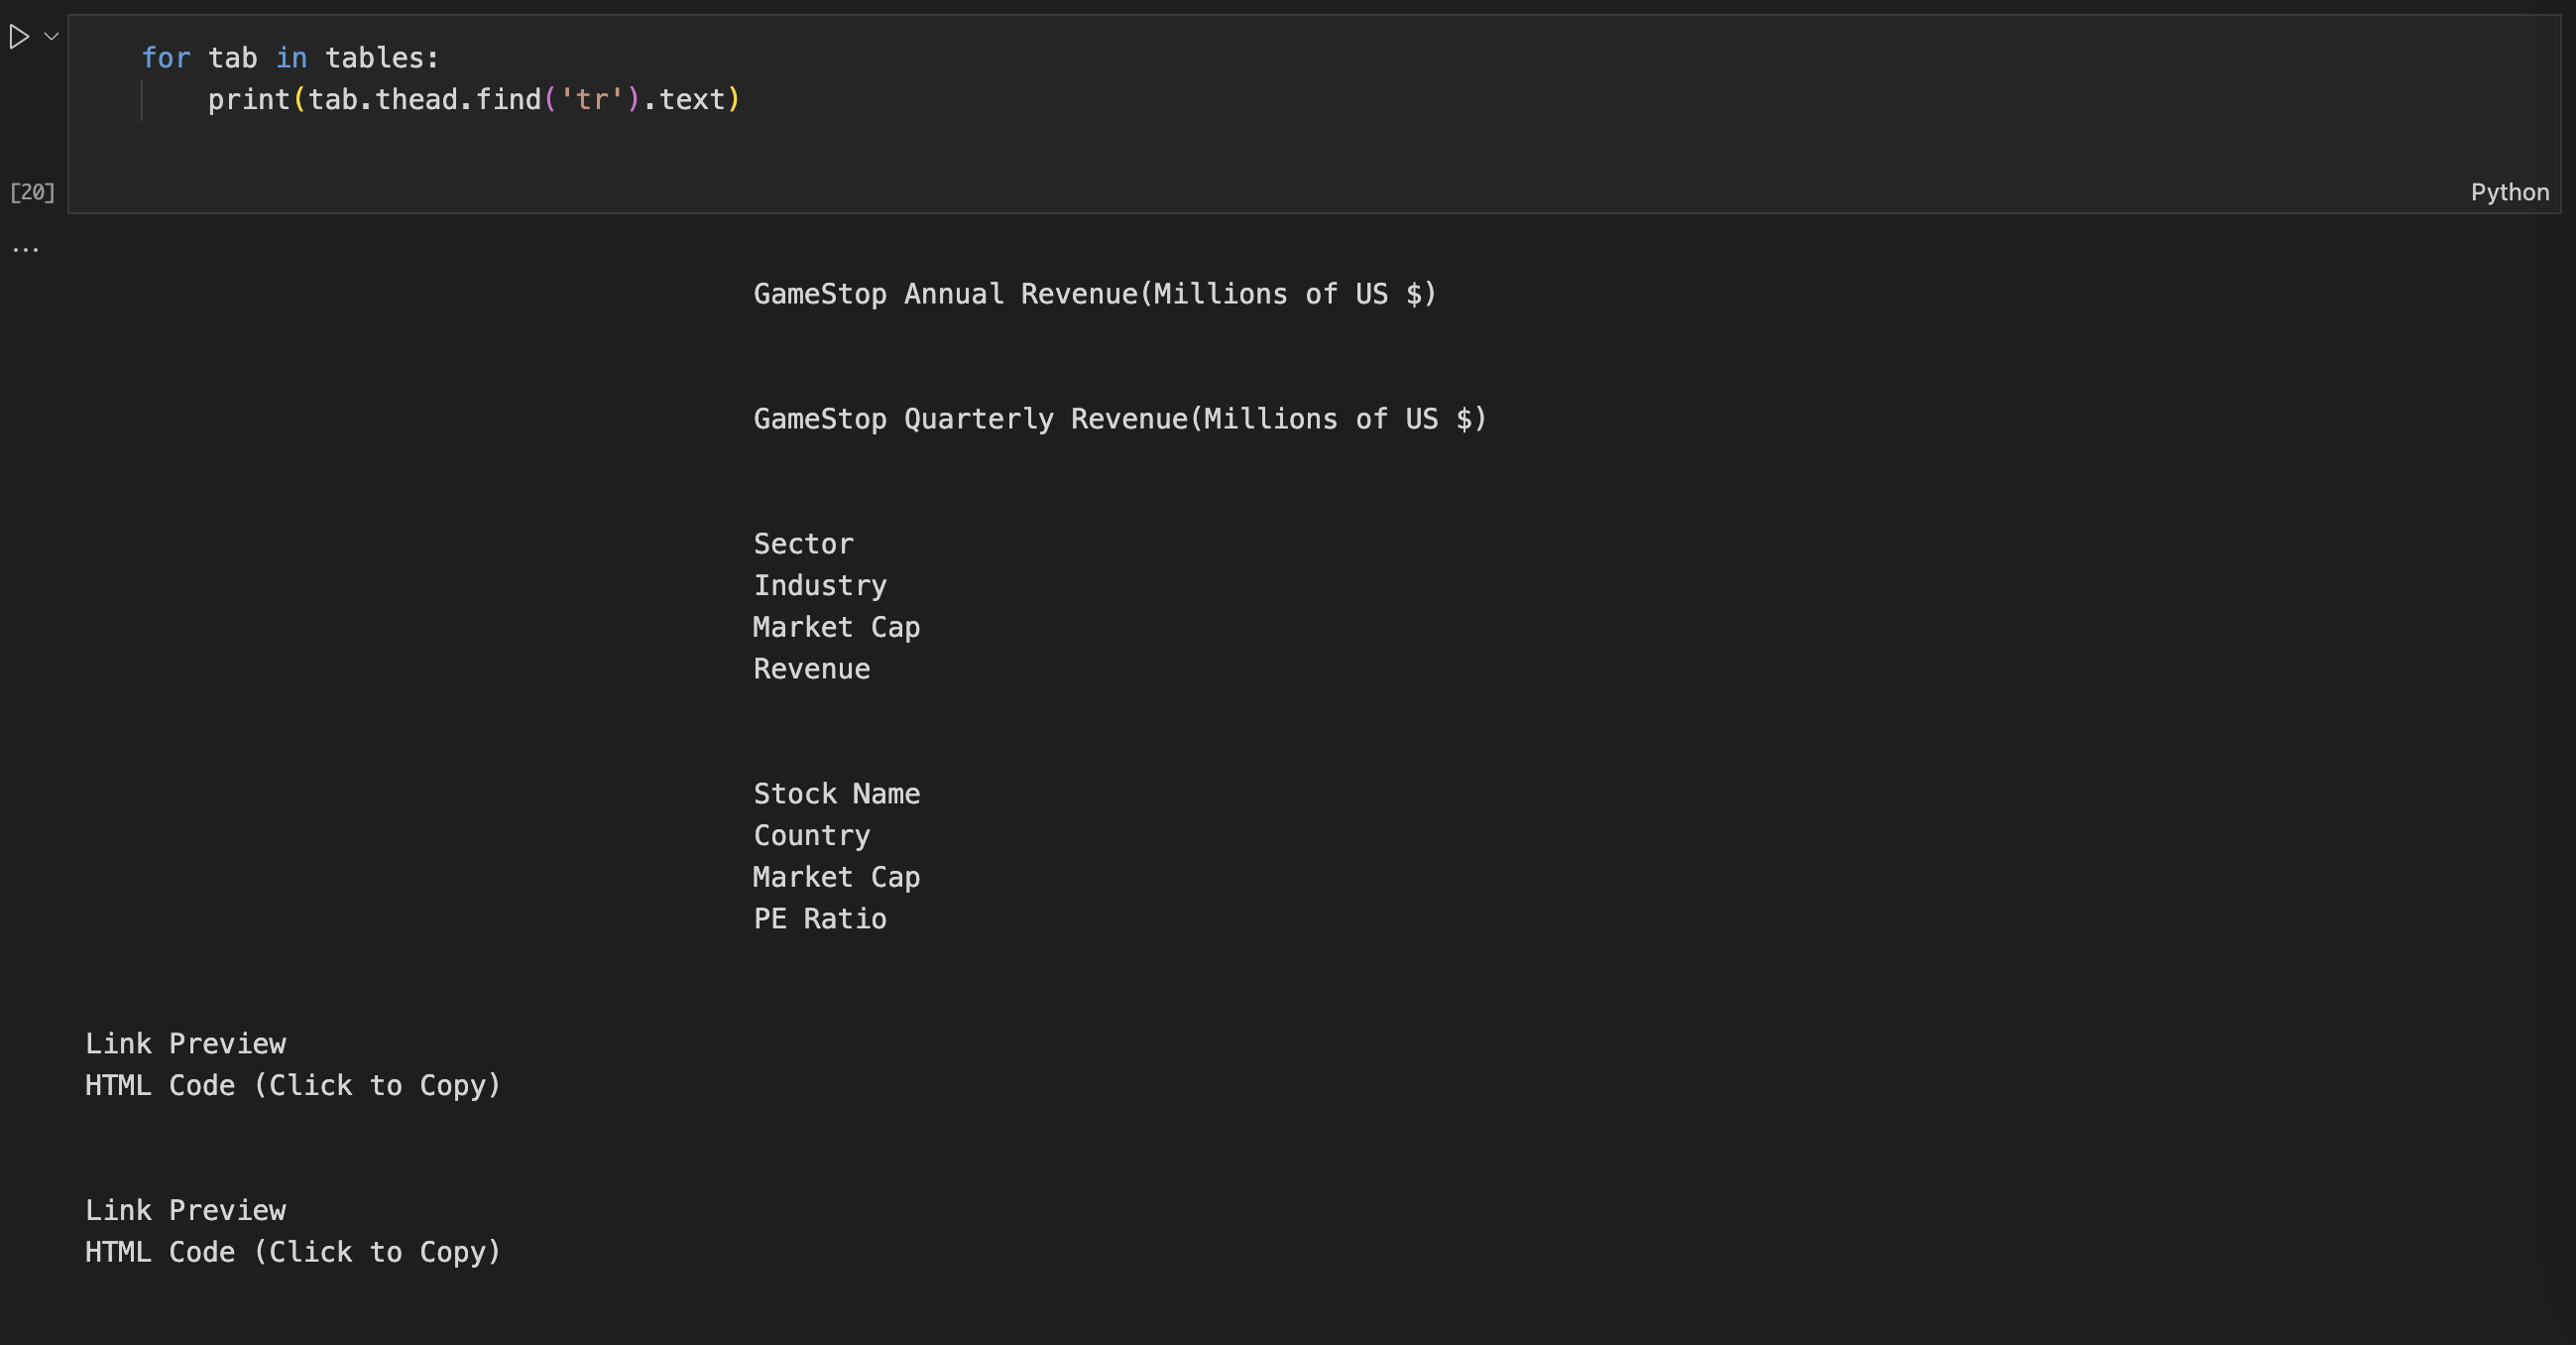 for tab in tables:
print(tab.thead.find('tr').text)
[20]
Python
...
GameStop Annual Revenue(Millions of US $)
GameStop Quarterly Revenue(Millions of US $)
Sector
Industry
Market Cap
Revenue
Stock Name
Country
Market Cap
PE Ratio
Link Preview
HTML Code (Click to Copy)
Link Preview
HTML Code (Click to Copy)